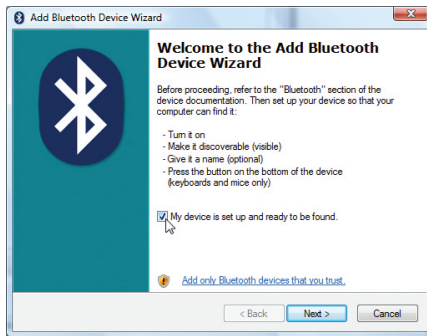 Add Bluetooth Device Wizard
Welcome to the Add Bluetooth
Device Wizard
Before proceeding, refer to the "Bluetooth" section of the
device documentation. Then set up your device so that your
computer can find it:
- Turn it on
- Make it discoverable (visible)
- Give it a name (optional)
- Press the button on the bottom of the device
(keyboards and mice only)
My device is set up and ready to be found.
Add only Bluetooth devices that you trust.
< Back Next > Cancel